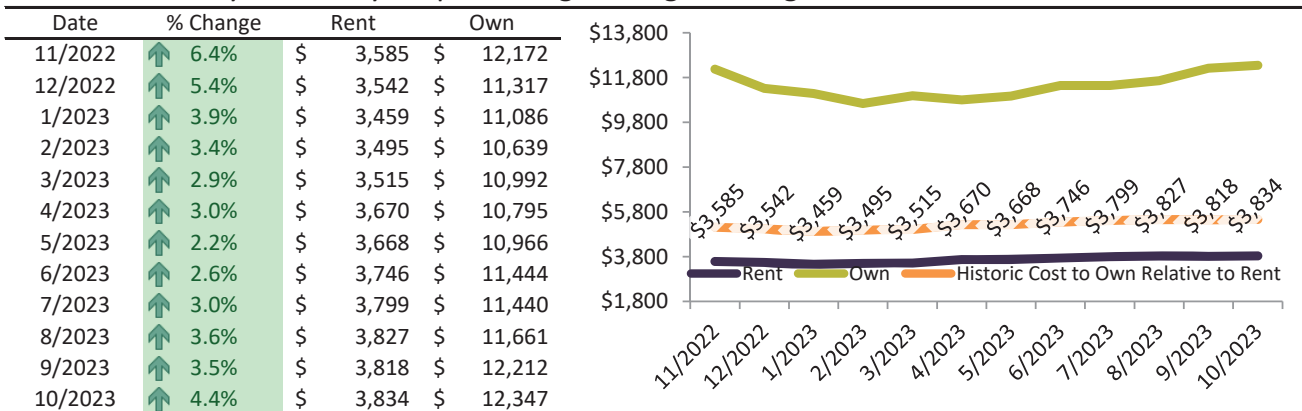 Date % Change Rent Own
11/2022 6.4% $ 3,585 $ 12,172
12/2022 5.4% $ 3,542 $ 11,317
1/2023 3.9% $ 3,459 $ 11,086
2/2023 3.4% $ 3,495 $ 10,639
3/2023 2.9% $ 3,515 $ 10,992
4/2023 3.0% $ 3,670 $ 10,795
5/2023 2.2% $ 3,668 $ 10,966
6/2023 2.6% $ 3,746 $ 11,444
7/2023 3.0% $ 3,799 $ 11,440
8/2023 3.6% $ 3,827 $ 11,661
9/2023 3.5% $ 3,818 $ 12,212
10/2023 4.4% $ 3,834 $ 12,347
$13,800
$11,800
$9,800
$7,800
$5,800
$3,800
$1,800
$3,585 $3,542 $3,459 $3,495 $3,515 $3,670 $3,668 $3,746 $3,799 $3,827 $3,818 $3,834
Rent Own Historic Cost to Own Relative to Rent
11/2022 12/2022 1/2023 2/2023 3/2023 4/2023 5/2023 6/2023 7/2023 8/2023 9/2023 10/2023